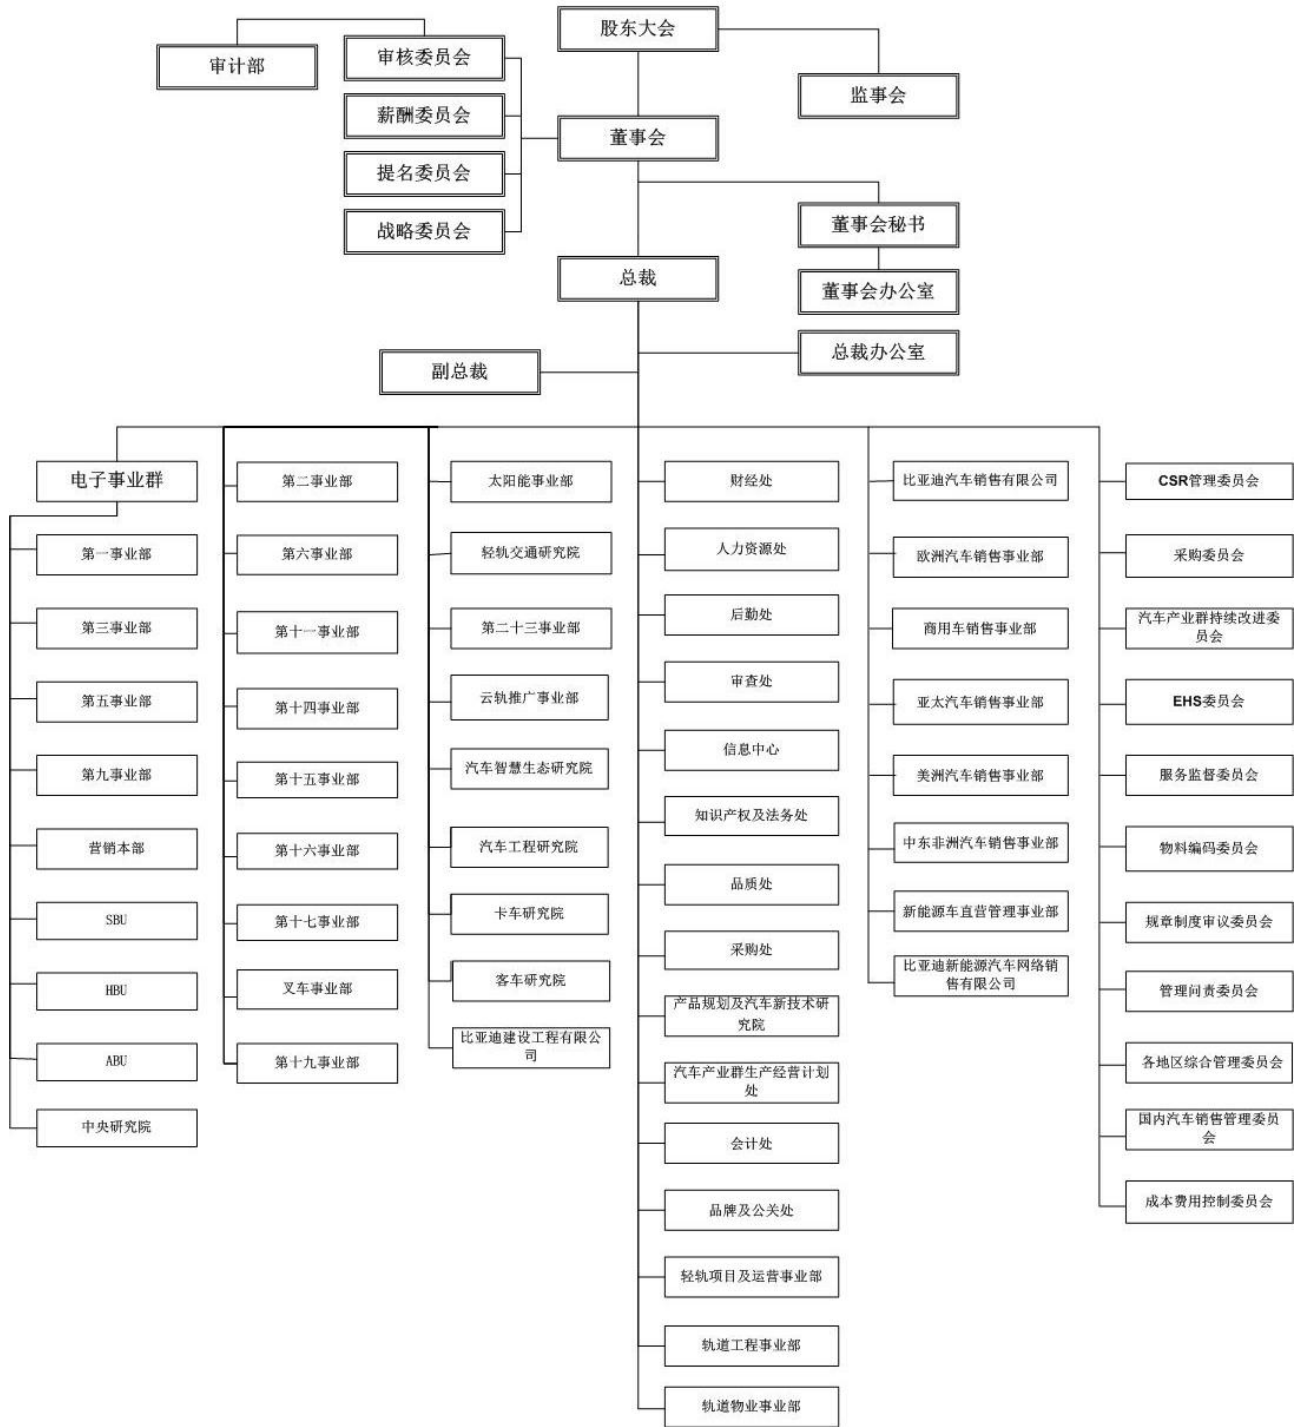 股东大会
审计部
审核委员会
监事会
薪酬委员会
董事会
提名委员会
战略委员会
董事会秘书
总裁
董事会办公室
总裁办公室
副总裁
电子事业群
第一事业部
第三事业部
第五事业部
第九事业部
营销本部
SBU
HBU
ABU
中央研究院
第二事业部
第六事业部
第十一事业部
第十四事业部
第十五事业部
第十六事业部
第十七事业部
叉车事业部
第十九事业部
太阳能事业部
轻轨交通研究院
第二十三事业部
云轨推广事业部
汽车智慧生态研究院
汽车工程研究院
卡车研究院
客车研究院
比亚迪建设工程有限公
司
财经处
人力资源处
后勤处
审查处
信息中心
知识产权及法务处
品质处
采购处
产品规划及汽车新技术研
究院
汽车产业群生产经营计划
处
会计处
品牌及公关处
轻轨项目及运营事业部
轨道工程事业部
轨道物业事业部
比亚迪汽车销售有限公司
欧洲汽车销售事业部
商用车销售事业部
亚太汽车销售事业部
美洲汽车销售事业部
中东非洲汽车销售事业部
新能源车直营管理事业部
比亚迪新能源汽车网络销
售有限公司
CSR管理委员会
采购委员会
汽车产业群持续改进委
员会
EHS委员会
服务监督委员会
物料编码委员会
规章制度审议委员会
管理问责委员会
各地区综合管理委员会
国内汽车销售管理委员
会
成本费用控制委员会